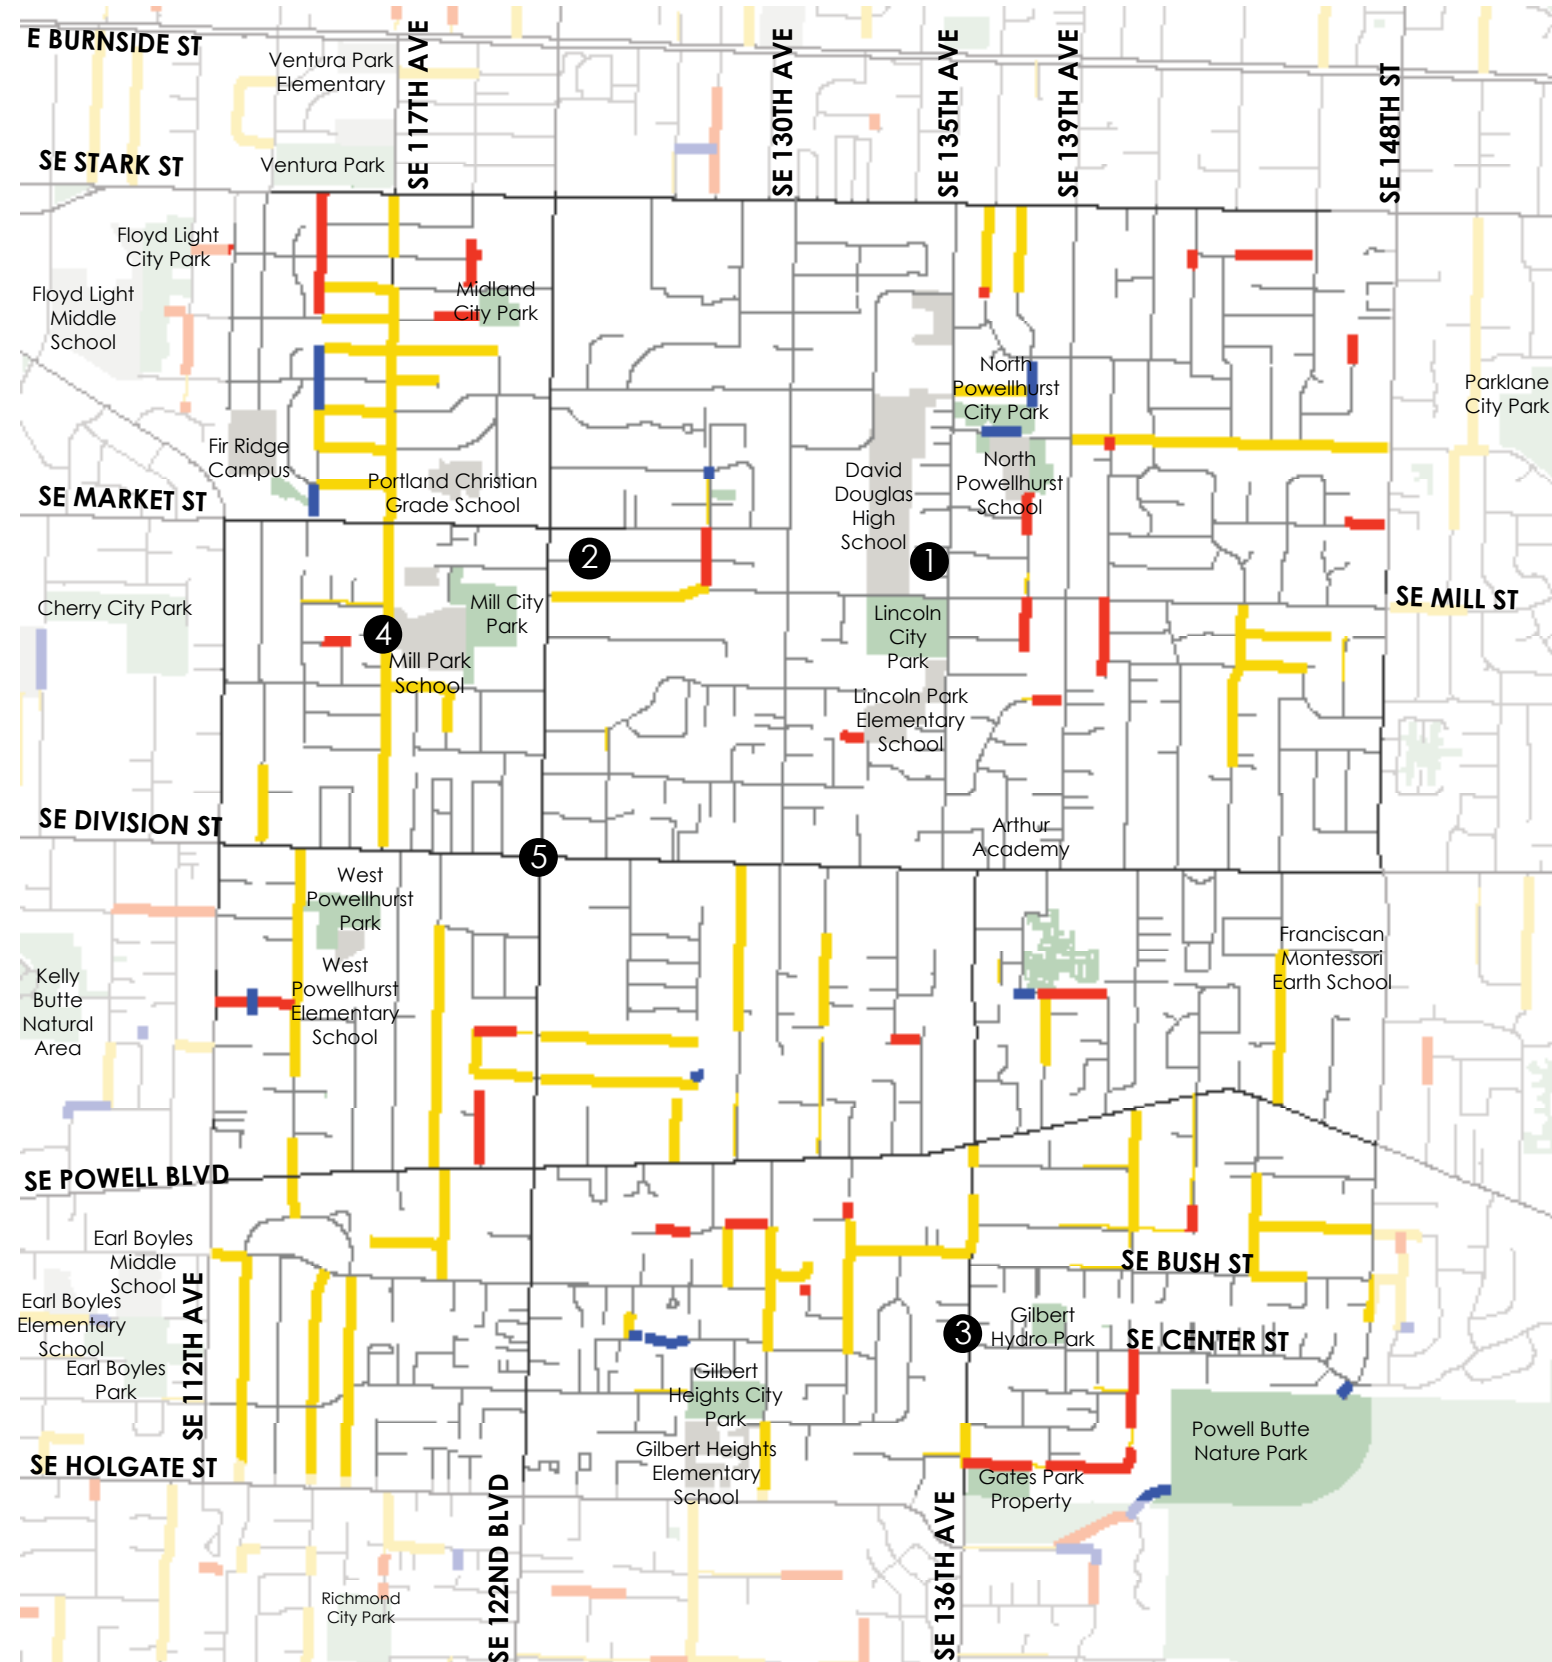 E BURNSIDE ST
Ventura Park
Elementary
SE 117TH AVE
SE 130TH AVE
SE 135TH AVE
SE 139TH AVE
SE 148TH ST
SE STARK ST
Ventura Park
Floyd Light
City Park
Floyd Light
Middle
School
Midland
City Park
North
Powellhurst
City Park
Parklane
City Park
Fir Ridge
Campus
Portland Christian
Grade School
David
Douglas
High
School
North
Powellhurst
School
SE MARKET ST
2
1
Cherry City Park
Mill City
Park
Lincoln
City
Park
SE MILL ST
4
Mill Park
School
Lincoln Park
Elementary
School
SE DIVISION ST
Arthur
Academy
5
West
Powellhurst
Park
West
Powellhurst
Elementary
School
Franciscan
Montessori
Earth School
Kelly
Butte
Natural
Area
SE POWELL BLVD
Earl Boyles
Middle
School
SE BUSH ST
Earl Boyles
Elementary
School
Earl Boyles
Park
SE 112TH AVE
3
Gilbert
Hydro Park
SE CENTER ST
Gilbert
Heights City
Park
Gilbert Heights
Elementary
School
Powell Butte
Nature Park
SE HOLGATE ST
Gates Park
Property
SE 122ND BLVD
SE 136TH AVE
Richmond
City Park